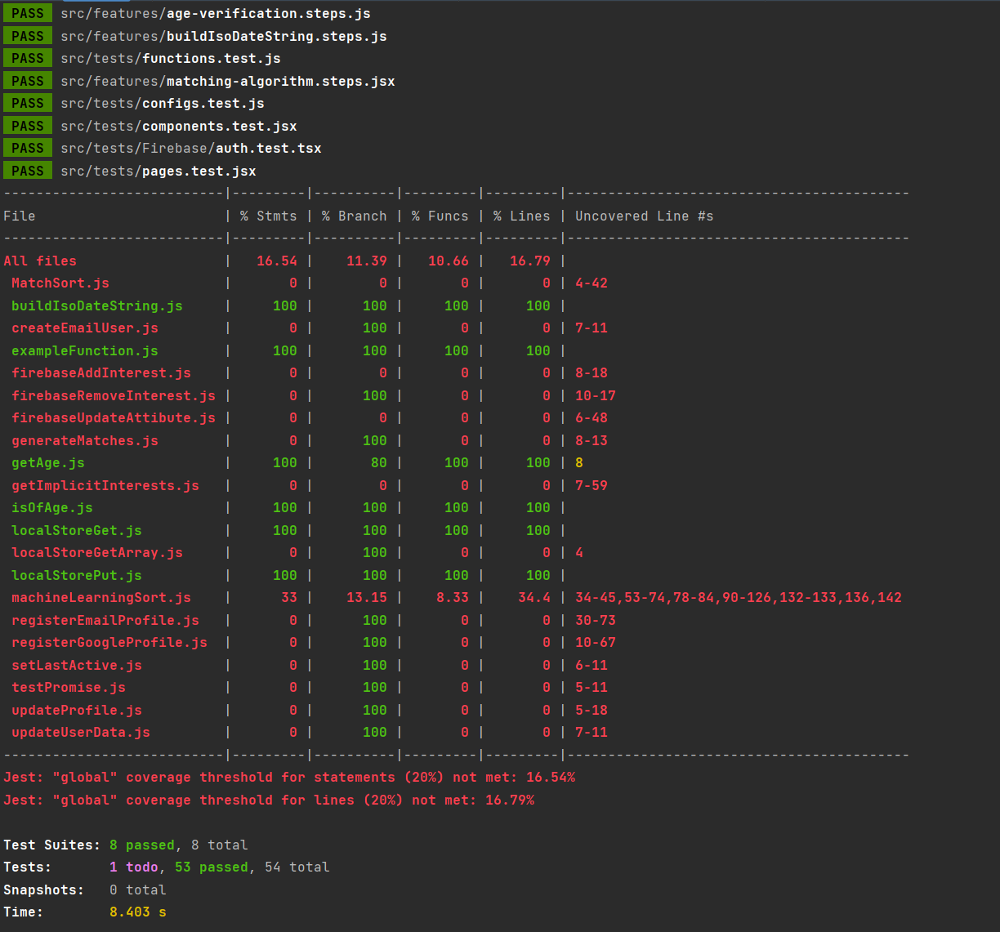 PASS src/features/age-verification.steps.js
PASS src/features/buildIsoDateString.steps.js
PASS src/tests/functions.test.js
PASS src/features/matching-algorithm.steps.jsx
PASS src/tests/configs.test.js
PASS src/tests/components.test.jsx
PASS src/tests/Firebase/auth.test.tsx
PASS src/tests/pages.test.jsx
---------------------------|---------|----------|---------|---------|------------------------------------------
File                       | % Stmts | % Branch | % Funcs | % Lines | Uncovered Line #s
---------------------------|---------|----------|---------|---------|------------------------------------------
All files                  |   16.54 |    11.39 |   10.66 |   16.79 |
 MatchSort.js              |       0 |        0 |       0 |       0 | 4-42
 buildIsoDateString.js     |     100 |      100 |     100 |     100 |
 createEmailUser.js        |       0 |      100 |       0 |       0 | 7-11
 exampleFunction.js        |     100 |      100 |     100 |     100 |
 firebaseAddInterest.js    |       0 |        0 |       0 |       0 | 8-18
 firebaseRemoveInterest.js |       0 |      100 |       0 |       0 | 10-17
 firebaseUpdateAttibute.js |       0 |        0 |       0 |       0 | 6-48
 generateMatches.js        |       0 |      100 |       0 |       0 | 8-13
 getAge.js                 |     100 |       80 |     100 |     100 | 8
 getImplicitInterests.js   |       0 |        0 |       0 |       0 | 7-59
 isOfAge.js                |     100 |      100 |     100 |     100 |
 localStoreGet.js          |     100 |      100 |     100 |     100 |
 localStoreGetArray.js     |       0 |      100 |       0 |       0 | 4
 localStorePut.js          |     100 |      100 |     100 |     100 |
 machineLearningSort.js    |      33 |    13.15 |    8.33 |    34.4 | 34-45,53-74,78-84,90-126,132-133,136,142
 registerEmailProfile.js   |       0 |      100 |       0 |       0 | 30-73
 registerGoogleProfile.js  |       0 |      100 |       0 |       0 | 10-67
 setLastActive.js          |       0 |      100 |       0 |       0 | 6-11
 testPromise.js            |       0 |      100 |       0 |       0 | 5-11
 updateProfile.js          |       0 |      100 |       0 |       0 | 5-18
 updateUserData.js         |       0 |      100 |       0 |       0 | 7-11
---------------------------|---------|----------|---------|---------|------------------------------------------
Jest: "global" coverage threshold for statements (20%) not met: 16.54%
Jest: "global" coverage threshold for lines (20%) not met: 16.79%
Test Suites: 8 passed, 8 total
Tests:       1 todo, 53 passed, 54 total
Snapshots:   0 total
Time:        8.403 s